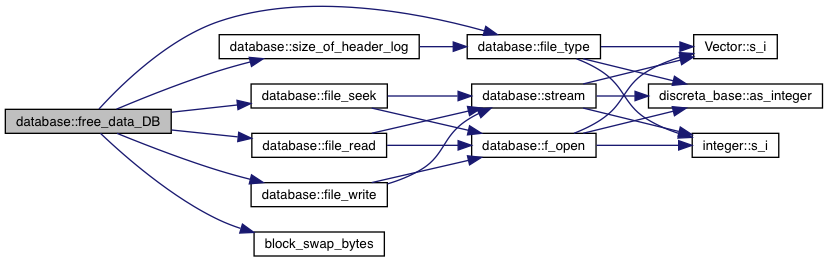 database::free_data_DB
database::size_of_header_log
database::file_seek
database::file_read
database::file_write
block_swap_bytes
database::file_type
database::stream
database::f_open
Vector::s_i
discreta_base::as_integer
integer::s_i